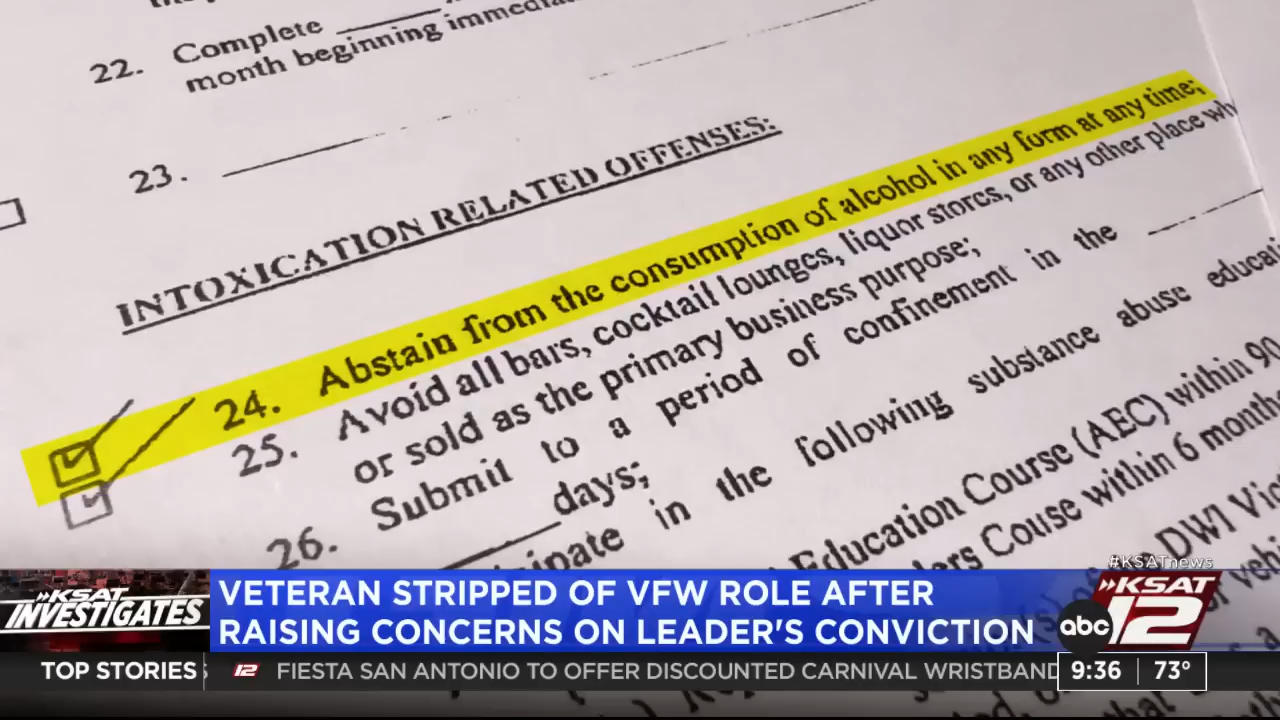 22. Complete
month beginning
23.
INTOXICATION RELATED OFFENSES:
24. Abstain from the consumption of alcohol in any form at any time;
25. Avoid all bars, cocktail lounges, liquor stores, or any other place
or sold as the primary business purpose;
26. Submit to a period of confinement in the
days;
in the following substance abuse
Education Course (AEC) within 90
Couse within 6
DWI
#KSATnews
KSAT
INVESTIGATES
VETERAN STRIPPED OF VFW ROLE AFTER
RAISING CONCERNS ON LEADER'S CONVICTION
abc
KSAT
12
TOP STORIES
12 FIESTA SAN ANTONIO TO OFFER DISCOUNTED CARNIVAL WRISTBAND
9:36 73°